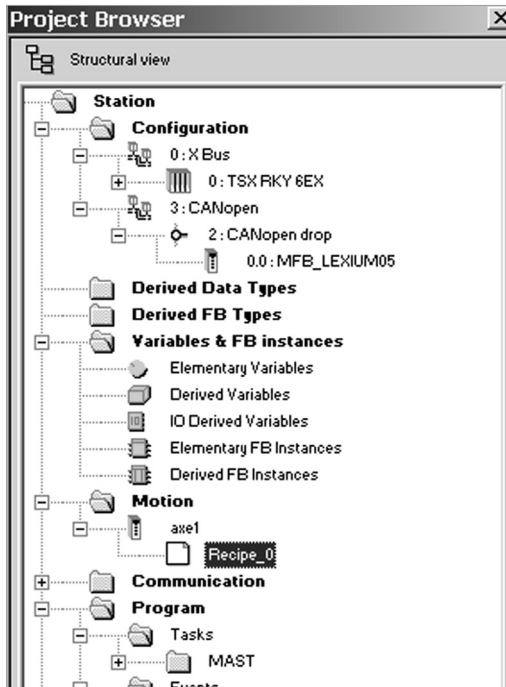 Project Browser
Structural view
Station
Configuration
0 : X Bus
0 : TSX RKY 6EX
3 : CANopen
2 : CANopen drop
0.0 : MFB_LEXIUM05
Derived Data Types
Derived FB Types
Variables & FB instances
Elementary Variables
Derived Variables
IO Derived Variables
Elementary FB Instances
Derived FB Instances
Motion
axe1
Recipe_0
Communication
Program
Tasks
MAST
Events